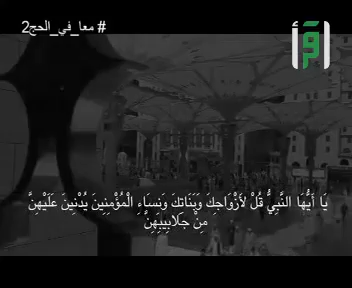 # معا_في_الحج2
اقرأ
يَا أَيُّهَا النَّبِيُّ قُلْ لِأَزْوَاجِكَ وَبَنَاتِكَ وَنِسَاءِ الْمُؤْمِنِينَ يُدْنِينَ عَلَيْهِنَّ
مِنْ جَلَابِيبِهِنَّ